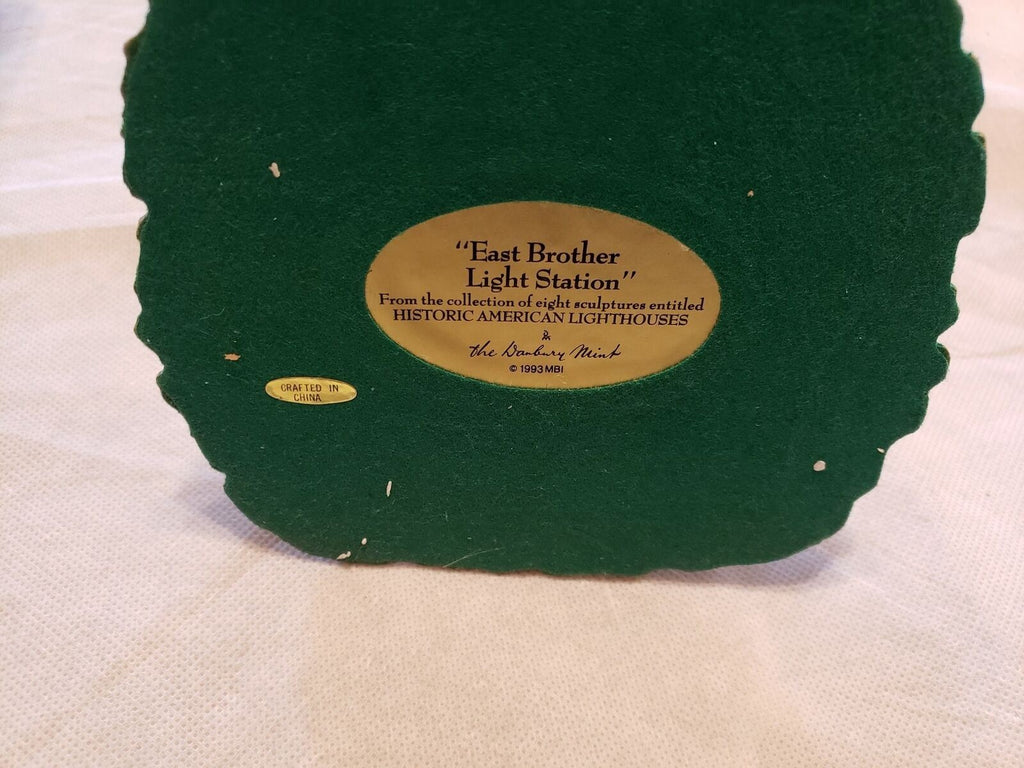 “East Brother
Light Station”
From the collection of eight sculptures entitled
HISTORIC AMERICAN LIGHTHOUSES
The Danbury Mint
© 1993 MBI
CRAFTED IN
CHINA